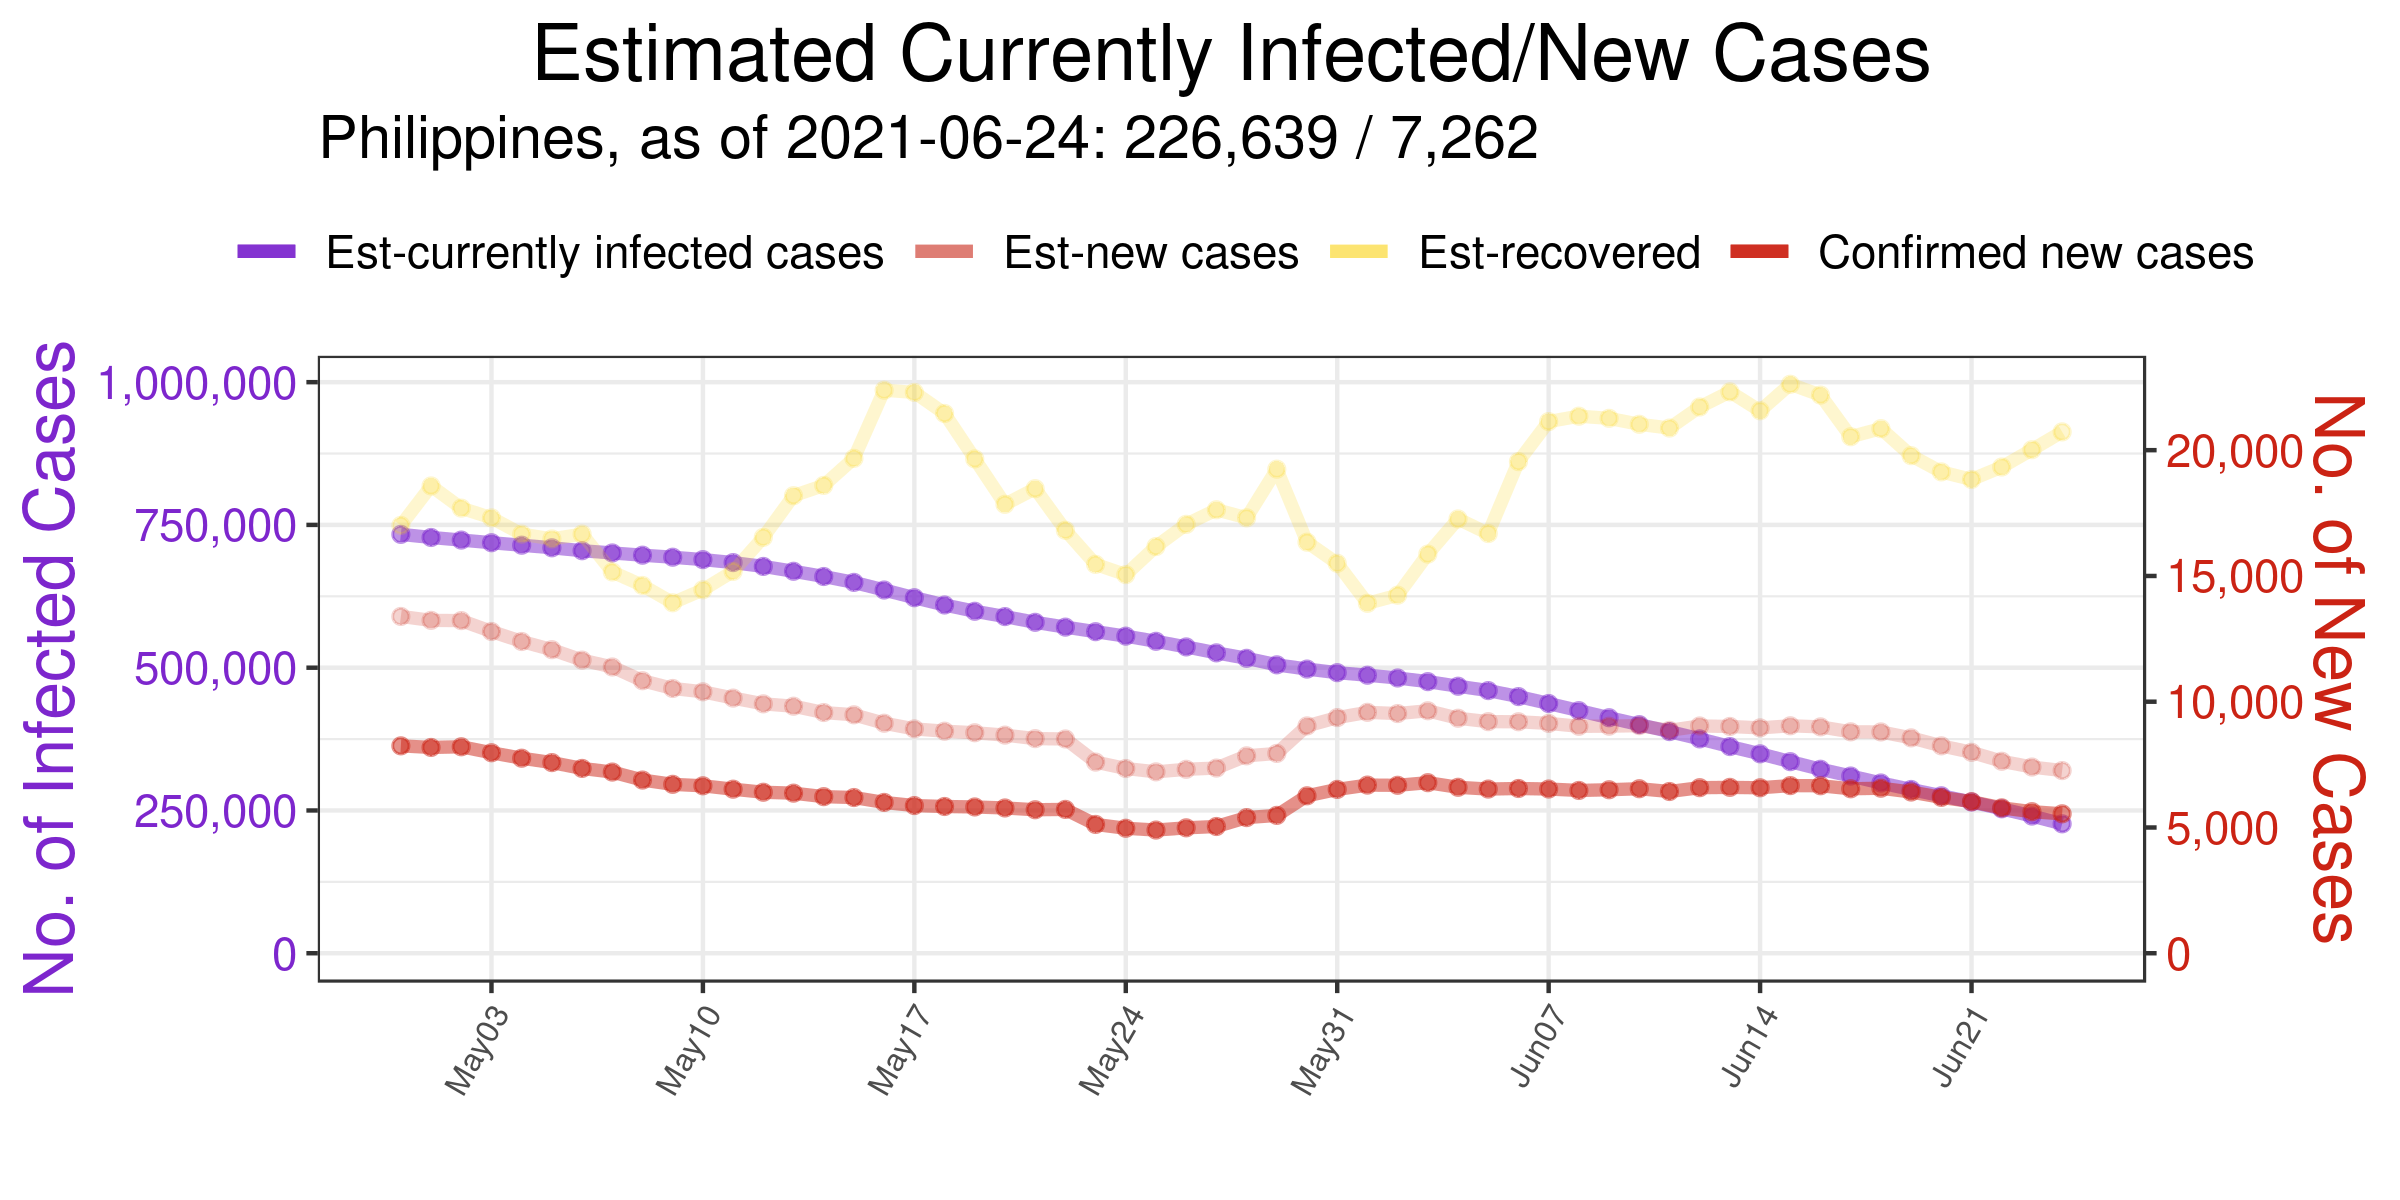 Estimated Currently Infected/New Cases
Philippines, as of 2021-06-24: 226,639 / 7,262
Est-currently infected cases Est-new cases Est-recovered Confirmed new cases
No. of Infected Cases
1,000,000
750,000
500,000
250,000
0
20,000
15,000
10,000
5,000
0
No. of New Cases
May03 May10 May17 May24 May31 Jun07 Jun14 Jun21